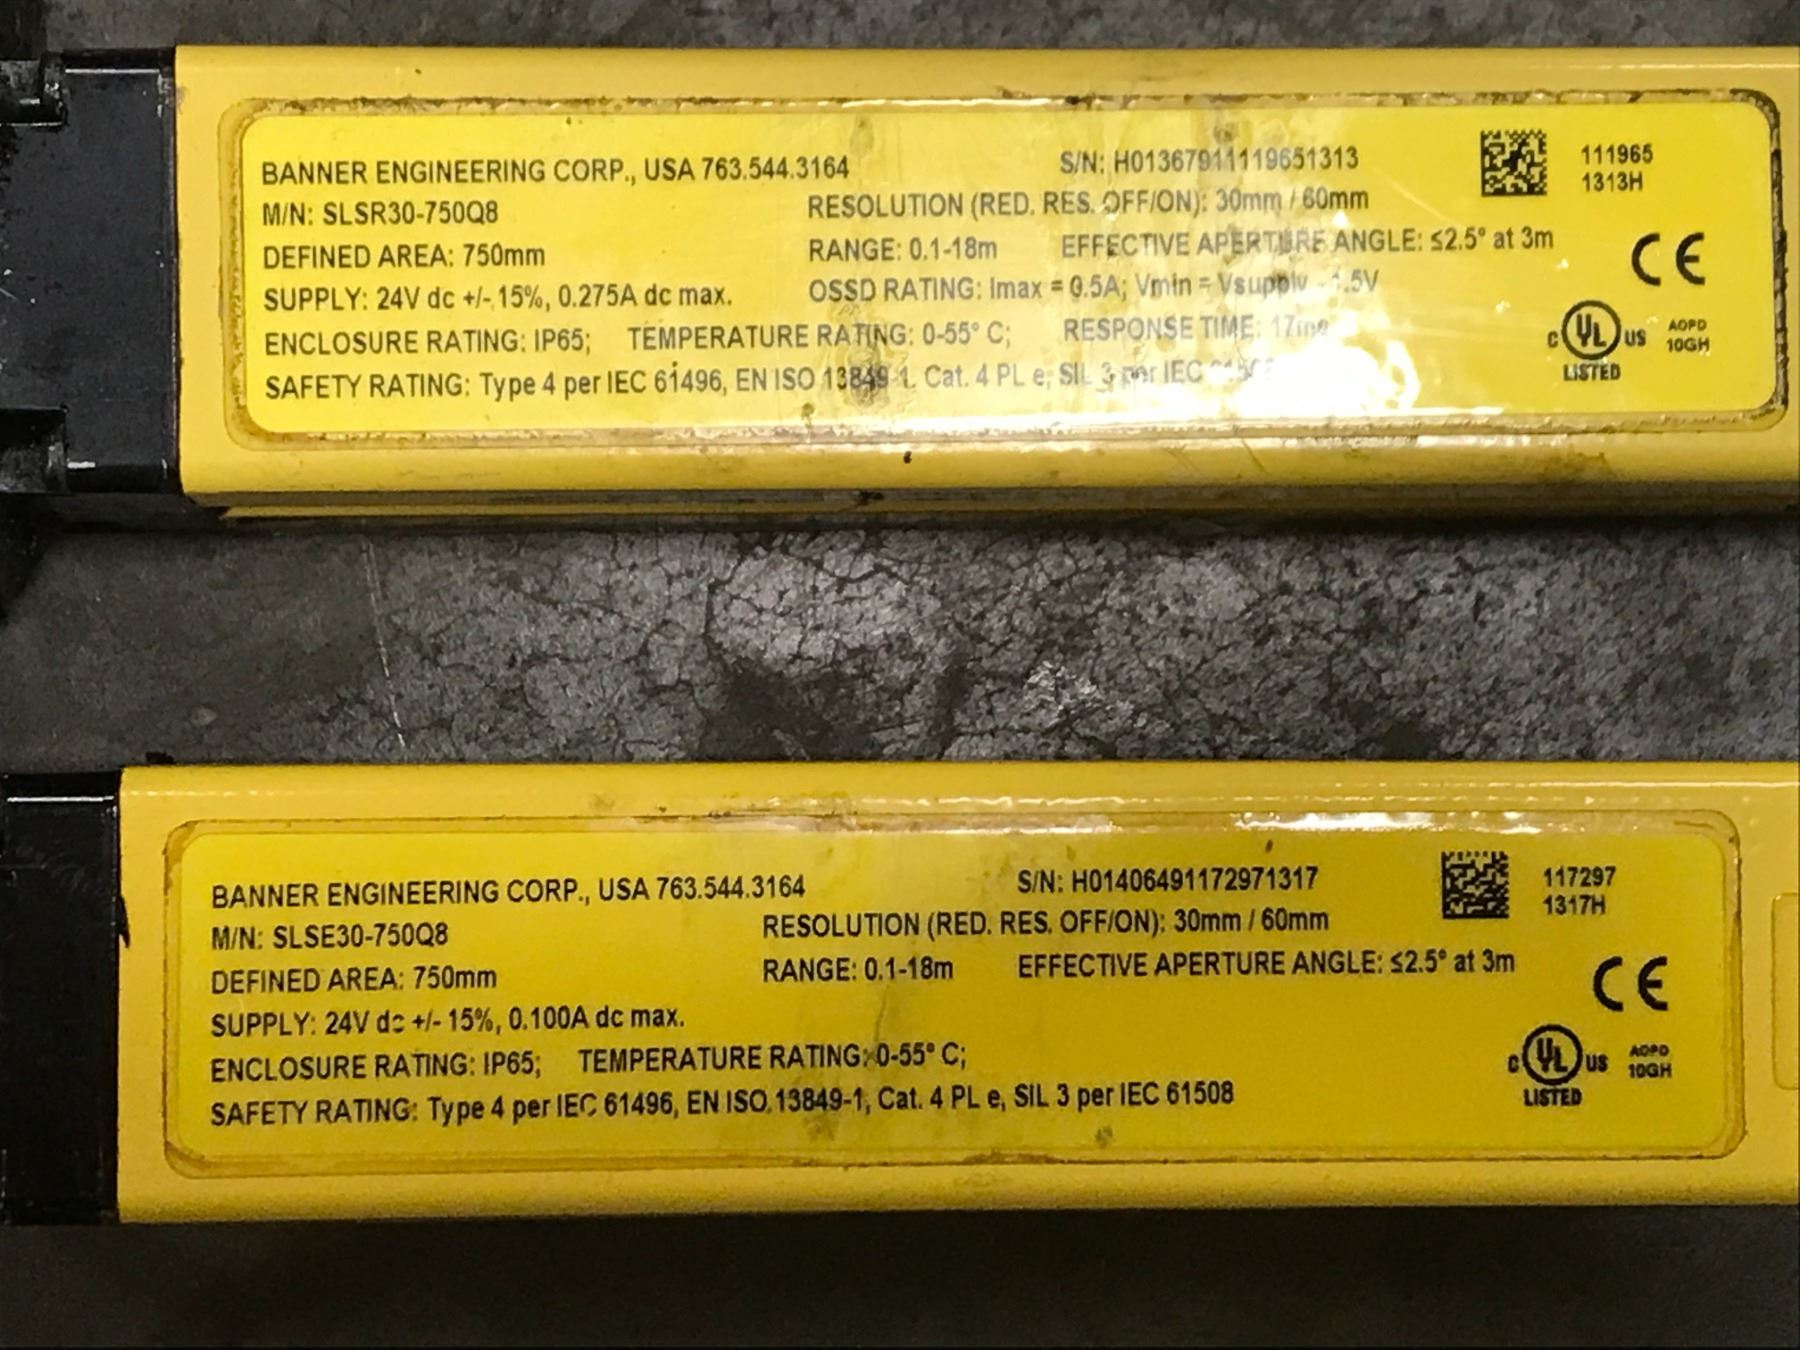 BANNER ENGINEERING CORP., USA 763.544.3164 S/N: H01367911119651313 111965
1313H
M/N: SLSR30-750Q8 RESOLUTION (RED. RES. OFF/ON): 30mm / 60mm
DEFINED AREA: 750mm RANGE: 0.1-18m EFFECTIVE APERTURE ANGLE: ≤2.5° at 3m
CE
SUPPLY: 24V dc +/- 15%, 0.275A dc max. OSSD RATING: Imax = 0.5A; Vmin = Vsupply -1.5V
ENCLOSURE RATING: IP65; TEMPERATURE RATING: 0-55° C; RESPONSE TIME: 17ms
C UL US AOPD
10GH
LISTED
SAFETY RATING: Type 4 per IEC 61496, EN ISO 13849-1, Cat. 4 PL e, SIL 3 per IEC
BANNER ENGINEERING CORP., USA 763.544.3164 S/N: H01406491172971317 117297
1317H
M/N: SLSE30-750Q8 RESOLUTION (RED. RES. OFF/ON): 30mm / 60mm
DEFINED AREA: 750mm RANGE: 0.1-18m EFFECTIVE APERTURE ANGLE: ≤2.5° at 3m
CE
SUPPLY: 24V dc +/- 15%, 0.100A dc max.
ENCLOSURE RATING: IP65; TEMPERATURE RATING: 0-55° C;
C UL US AOPD
10GH
LISTED
SAFETY RATING: Type 4 per IEC 61496, EN ISO 13849-1, Cat. 4 PL e, SIL 3 per IEC 61508